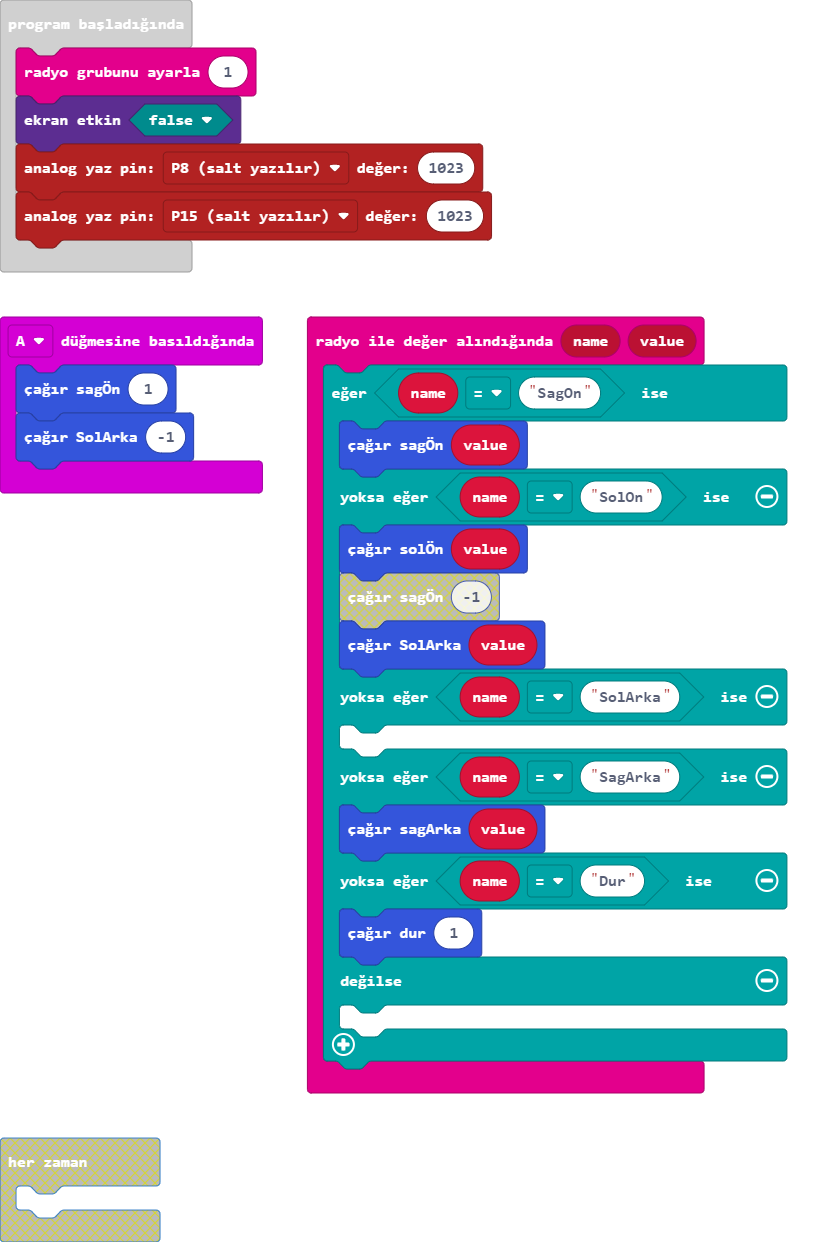 program başladığında
radyo grubunu ayarla 1
ekran etkin false
analog yaz pin: P8 (salt yazılır) değer: 1023
analog yaz pin: P15 (salt yazılır) değer: 1023
A düğmesine basıldığında
çağır sagÖn 1
çağır SolArka -1
radyo ile değer alındığında name value
eğer name = "SagOn" ise
çağır sagÖn value
yoksa eğer name = "SolOn" ise
çağır solÖn value
çağır sagÖn -1
çağır SolArka value
yoksa eğer name = "SolArka" ise
yoksa eğer name = "SagArka" ise
çağır sagArka value
yoksa eğer name = "Dur" ise
çağır dur 1
değilse
her zaman